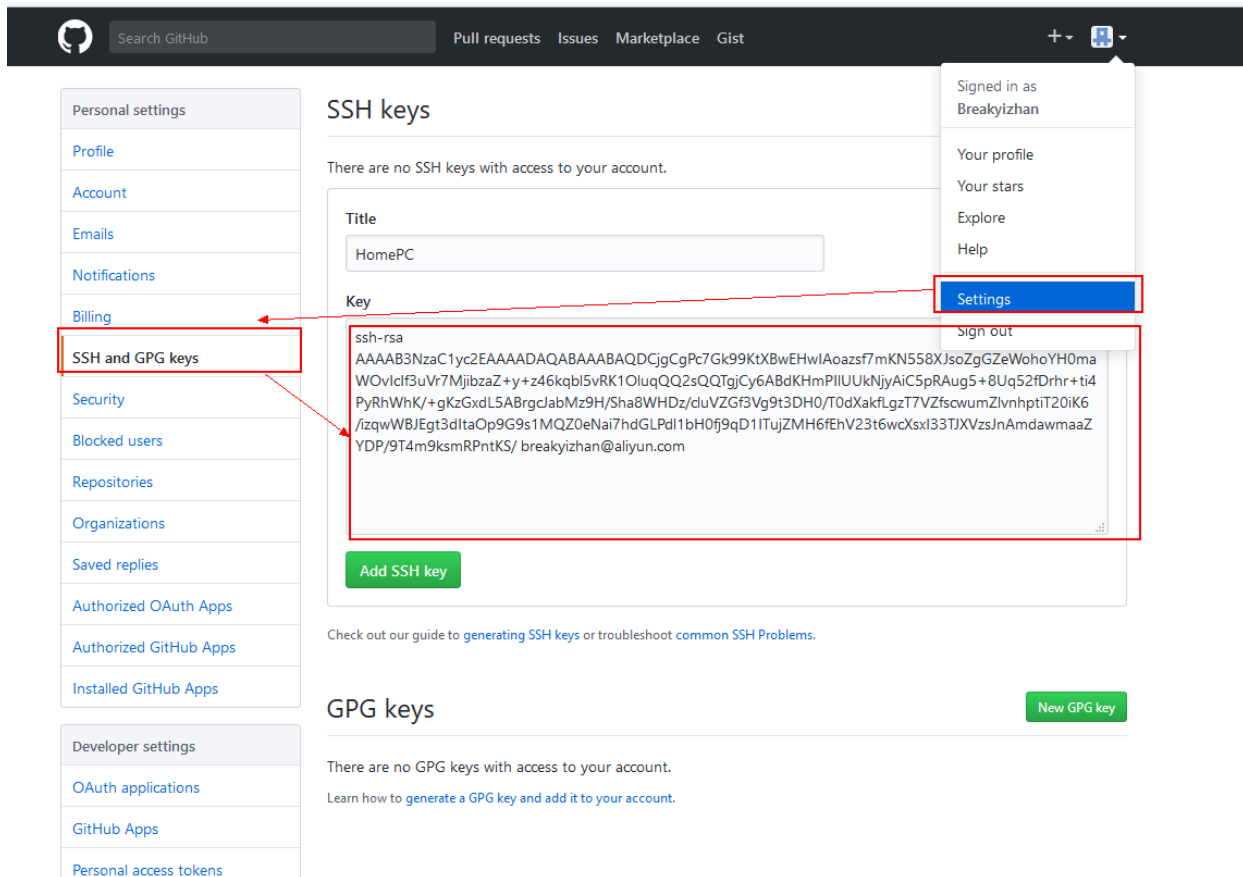 Search GitHub
Pull requests Issues Marketplace Gist
Signed in as
Breakyizhan
Your profile
Your stars
Explore
Help
Settings
Sign out
Personal settings
Profile
Account
Emails
Notifications
Billing
SSH and GPG keys
Security
Blocked users
Repositories
Organizations
Saved replies
Authorized OAuth Apps
Authorized GitHub Apps
Installed GitHub Apps
Developer settings
OAuth applications
GitHub Apps
Personal access tokens
SSH keys
There are no SSH keys with access to your account.
Title
HomePC
Key
ssh-rsa
AAAAB3NzaC1yc2EAAAADAQABAAABAQDCjgCgPc7Gk99KtXBwEHwIAoazsf7mKN558XJsoZgGZeWohoYH0ma
WOvIcIf3uVr7MjibzaZ+y+z46kqbl5vRK1OluqQQ2sQQTgjCy6ABdKHmPIIUUkNjyAiC5pRAug5+8Uq52fDrhr+ti4
PyRhWhK/+gKzGxdL5ABrgcJabMz9H/Sha8WHDz/cluVZGf3Vg9t3DH0/T0dXakfLgzT7VZfscwumZlvnhptiT20iK6
/izqwWBJEgt3dItaOp9G9s1MQZ0eNai7hdGLPdl1bH0fj9qD1ITujZMH6fEhV23t6wcXsxI33TJXVzsJnAmdawmaaZ
YDP/9T4m9ksmRPntKS/ breakyizhan@aliyun.com
Add SSH key
Check out our guide to generating SSH keys or troubleshoot common SSH Problems.
GPG keys
New GPG key
There are no GPG keys with access to your account.
Learn how to generate a GPG key and add it to your account.